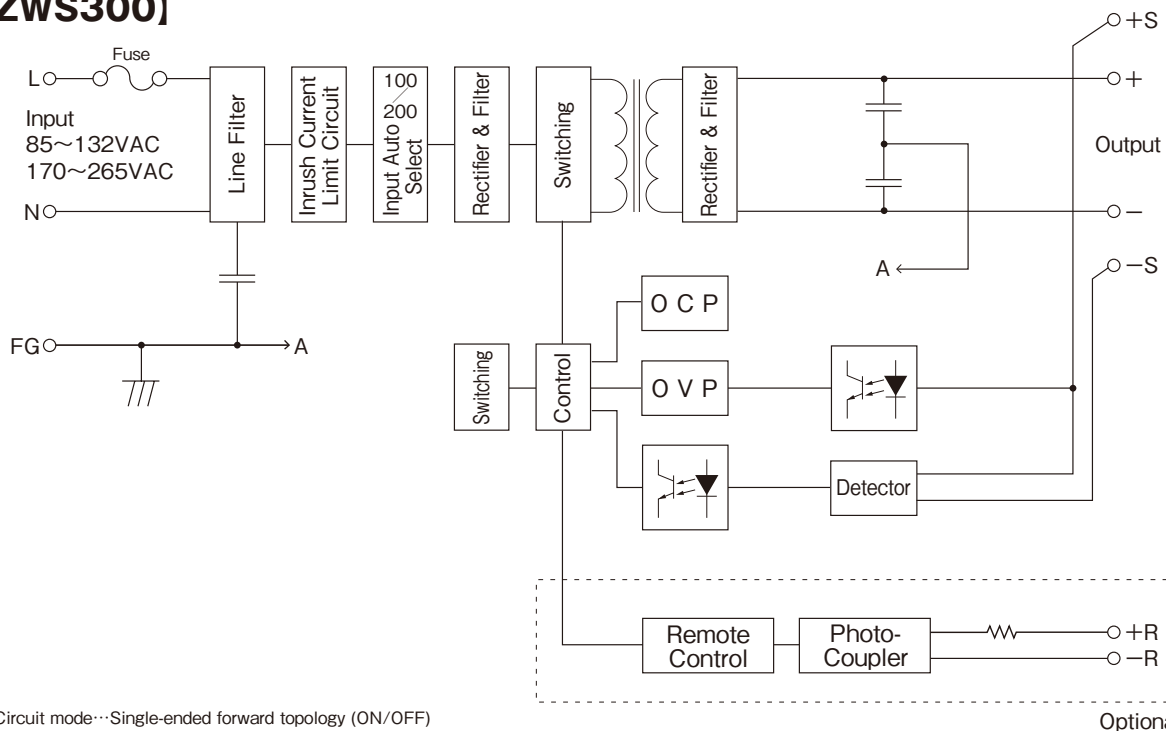 ZWS300】
L
Fuse
Input
85～132VAC
170～265VAC
N
FG
A
Line Filter
Inrush Current
Limit Circuit
100
200
Input Auto
Select
Rectifier & Filter
Switching
Rectifier & Filter
+S
+
Output
−
−S
A
O C P
Switching
Control
O V P
Detector
Remote
Control
Photo-
Coupler
+R
−R
Circuit mode…Single-ended forward topology (ON/OFF)
Optiona